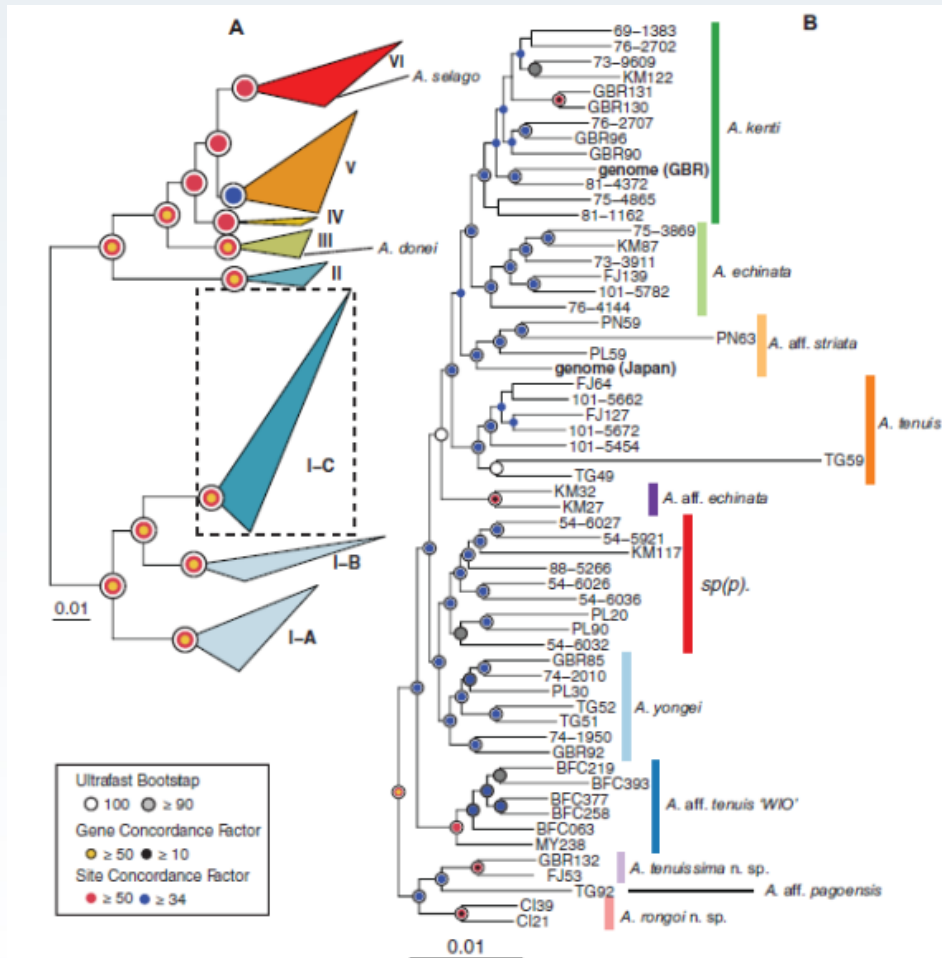 A
VI
A. selago
V
IV
III
A. donei
II
I–C
I–B
I–A
0.01
Ultrafast Bootstap
100 ≥ 90
Gene Concordance Factor
≥ 50 ≥ 10
Site Concordance Factor
≥ 50 ≥ 34
B
69–1383
76–2702
73–9609
KM122
GBR131
GBR130
76–2707
GBR96
GBR90
genome (GBR)
81–4372
75–4865
81–1162
A. kenti
75–3869
KM87
73–3911
FJ139
101–5782
76–4144
A. echinata
PN59
PN63
PL59
genome (Japan)
A. aff. striata
FJ64
101–5662
FJ127
101–5672
101–5454
TG59
TG49
A. tenuis
KM32
KM27
A. aff. echinata
54–6027
54–5921
KM117
88–5266
54–6026
54–6036
PL20
PL90
54–6032
sp(p).
GBR85
74–2010
PL30
TG52
TG51
74–1950
GBR92
A. yongei
BFC219
BFC393
BFC377
BFC258
BFC063
MY238
A. aff. tenuis ‘WIO’
GBR132
FJ53
A. tenuissima n. sp.
TG92
A. aff. pagoensis
CI39
CI21
A. rongoi n. sp.
0.01